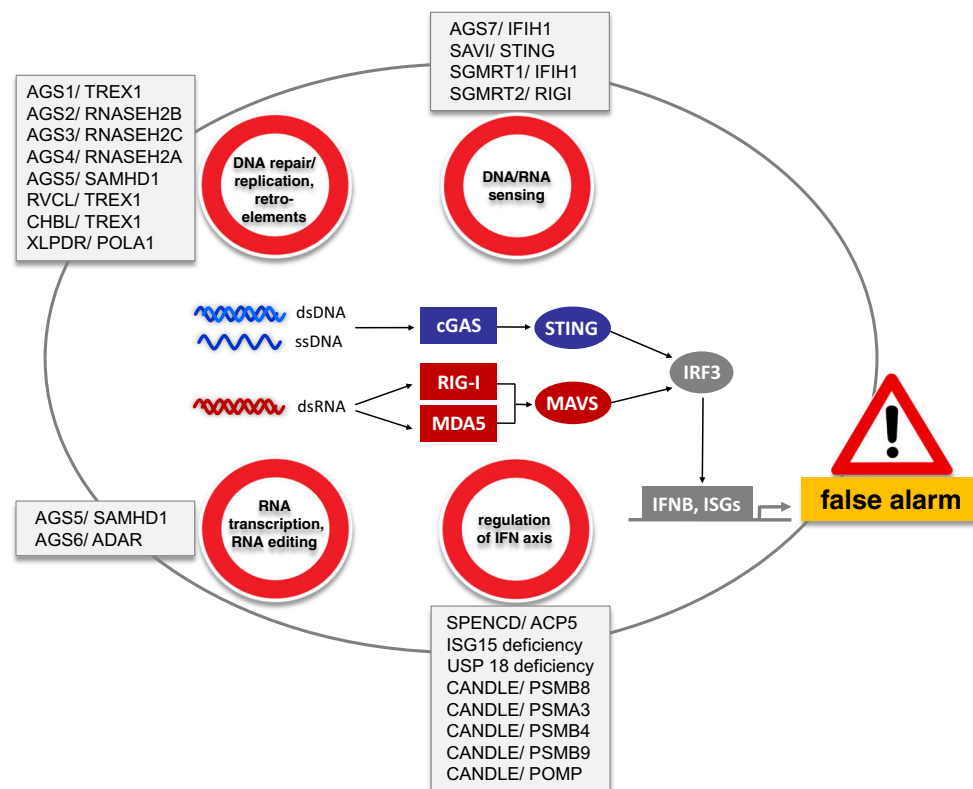 AGS7/ IFIH1
SAVI/ STING
SGMRT1/ IFIH1
SGMRT2/ RIGI
AGS1/ TREX1
AGS2/ RNASEH2B
AGS3/ RNASEH2C
AGS4/ RNASEH2A
AGS5/ SAMHD1
RVCL/ TREX1
CHBL/ TREX1
XLPDR/ POLA1
DNA repair/
replication,
retro-
elements
DNA/RNA
sensing
dsDNA
ssDNA
cGAS
STING
IRF3
dsRNA
RIG-I
MDA5
MAVS
IFNB, ISGs
false alarm
AGS5/ SAMHD1
AGS6/ ADAR
RNA
transcription,
RNA editing
regulation
of IFN axis
SPENCD/ ACP5
ISG15 deficiency
USP 18 deficiency
CANDLE/ PSMB8
CANDLE/ PSMA3
CANDLE/ PSMB4
CANDLE/ PSMB9
CANDLE/ POMP